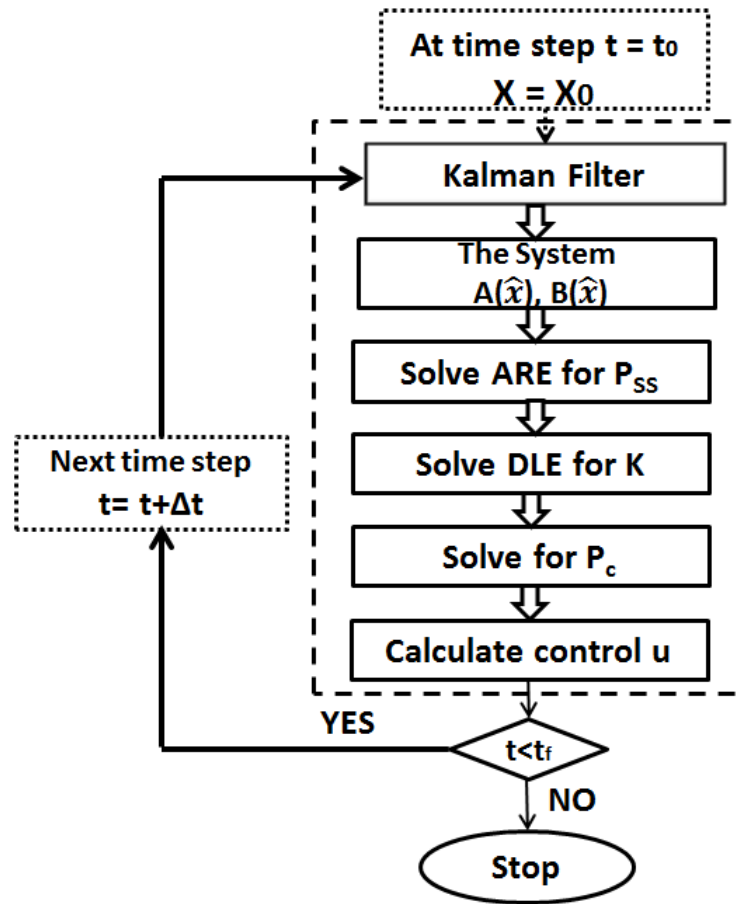 At time step t = t₀
X = X0
Kalman Filter
The System
A(x̂), B(x̂)
Solve ARE for Pₛₛ
Solve DLE for K
Next time step
t= t+Δt
Solve for P꜀
Calculate control u
YES
t<tf
NO
Stop